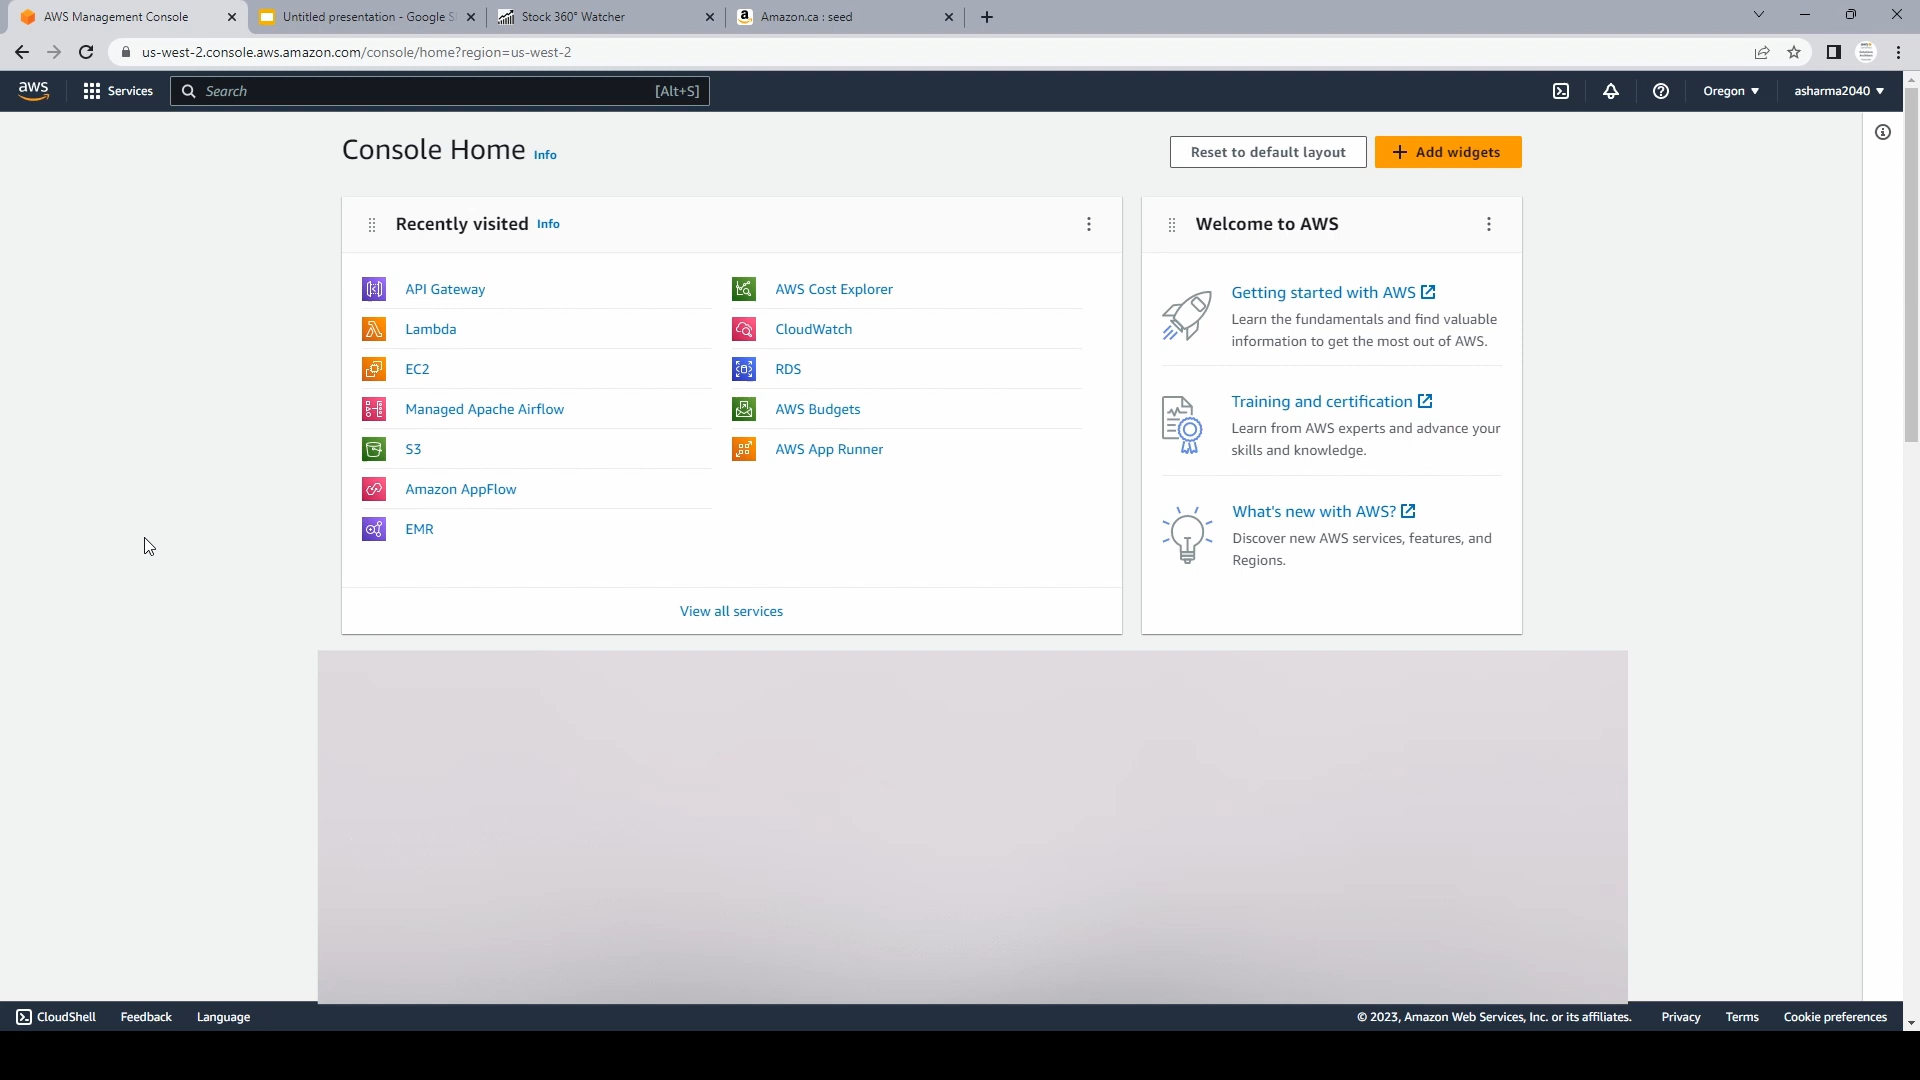 AWS Management Console
Untitled presentation - Google S
Stock 360° Watcher
Amazon.ca : seed
us-west-2.console.aws.amazon.com/console/home?region=us-west-2
aws
Services
Search
[Alt+S]
Oregon
asharma2040
Console Home Info
Reset to default layout
Add widgets
Recently visited Info
API Gateway
Lambda
EC2
Managed Apache Airflow
S3
Amazon AppFlow
EMR
AWS Cost Explorer
CloudWatch
RDS
AWS Budgets
AWS App Runner
View all services
Welcome to AWS
Getting started with AWS
Learn the fundamentals and find valuable
information to get the most out of AWS.
Training and certification
Learn from AWS experts and advance your
skills and knowledge.
What's new with AWS?
Discover new AWS services, features, and
Regions.
CloudShell
Feedback
Language
© 2023, Amazon Web Services, Inc. or its affiliates.
Privacy
Terms
Cookie preferences